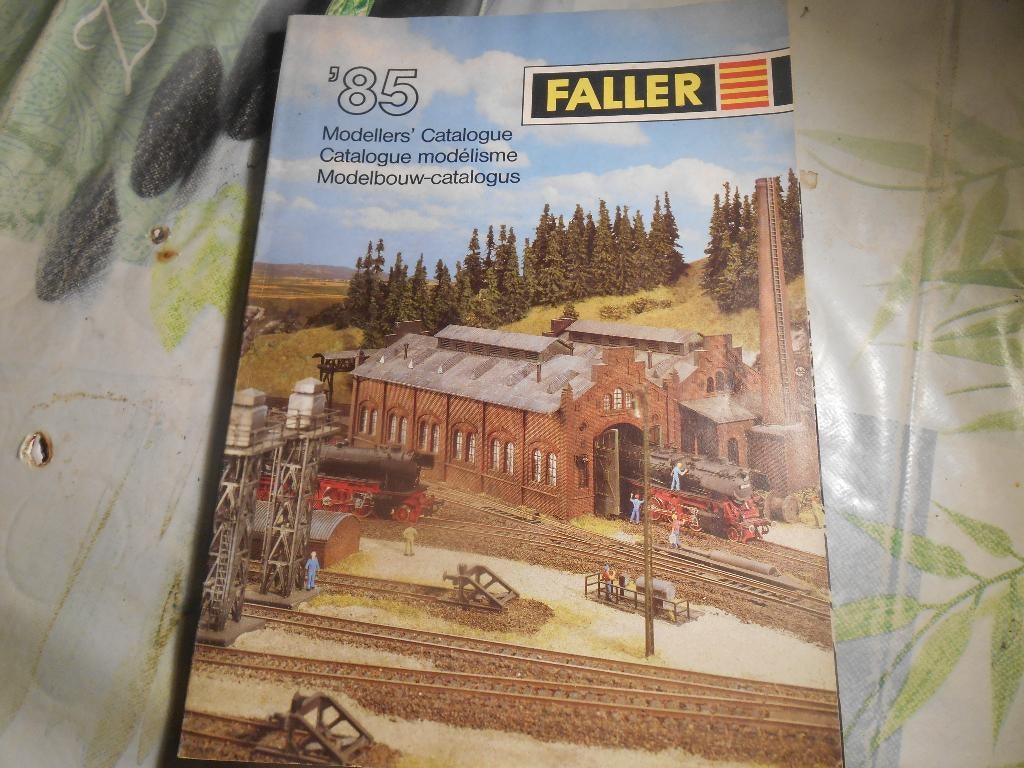 '85
FALLER
Modellers' Catalogue
Catalogue modélisme
Modelbouw-catalogus